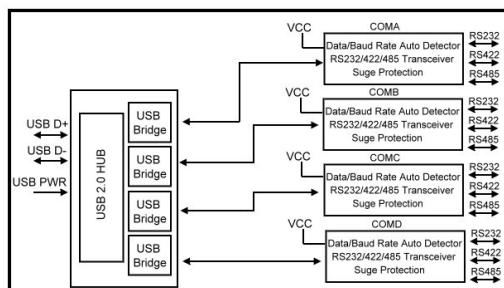 USB D+
USB D-
USB PWR
USB 2.0 HUB
USB
Bridge
USB
Bridge
USB
Bridge
USB
Bridge
VCC
COMA
Data/Baud Rate Auto Detector
RS232/422/485 Transceiver
Suge Protection
RS232
RS422
RS485
VCC
COMB
Data/Baud Rate Auto Detector
RS232/422/485 Transceiver
Suge Protection
RS232
RS422
RS485
VCC
COMC
Data/Baud Rate Auto Detector
RS232/422/485 Transceiver
Suge Protection
RS232
RS422
RS485
VCC
COMD
Data/Baud Rate Auto Detector
RS232/422/485 Transceiver
Suge Protection
RS232
RS422
RS485